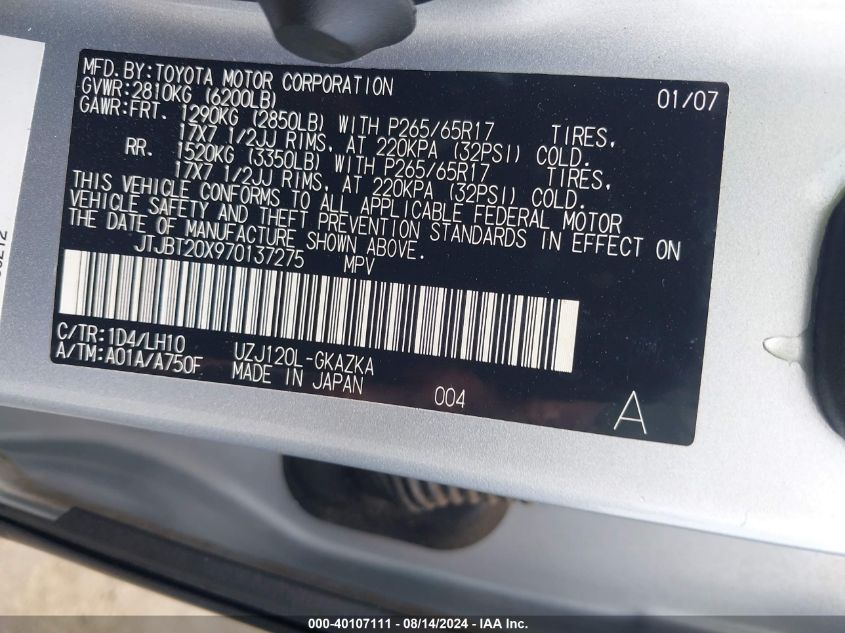 MFD. BY: TOYOTA MOTOR CORPORATION 01/07
GVWR: 2810KG (6200LB)
GAWR: FRT. 1290KG (2850LB) WITH P265/65R17 TIRES,
17X7 1/2JJ RIMS, AT 220KPA (32PSI) COLD.
RR. 1520KG (3350LB) WITH P265/65R17 TIRES,
17X7 1/2JJ RIMS, AT 220KPA (32PSI) COLD.
THIS VEHICLE CONFORMS TO ALL APPLICABLE FEDERAL MOTOR
VEHICLE SAFETY AND THEFT PREVENTION STANDARDS IN EFFECT ON
THE DATE OF MANUFACTURE SHOWN ABOVE.
JTJBT20X970137275 MPV
C/TR: 1D4/LH10 UZJ120L-GKAZKA
A/TM: A01A/A750F MADE IN JAPAN 004 A
000-40107111 — 08/14/2024 — IAA Inc.